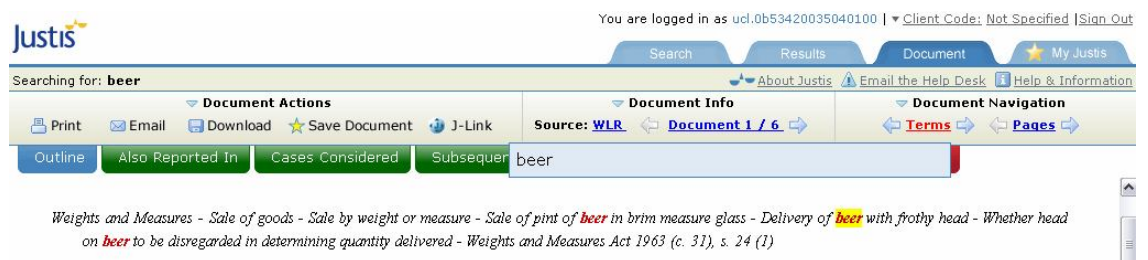 You are logged in as ucl.0b53420035040100 | ▾ Client Code: Not Specified |Sign Out
Justis
Search Results Document My Justis
Searching for: beer About Justis Email the Help Desk Help & Information
Document Actions Document Info Document Navigation
Print Email Download Save Document J-Link Source: WLR Document 1 / 6 Terms Pages
Outline Also Reported In Cases Considered Subsequen beer
Weights and Measures - Sale of goods - Sale by weight or measure - Sale of pint of beer in brim measure glass - Delivery of beer with frothy head - Whether head
on beer to be disregarded in determining quantity delivered - Weights and Measures Act 1963 (c. 31), s. 24 (1)